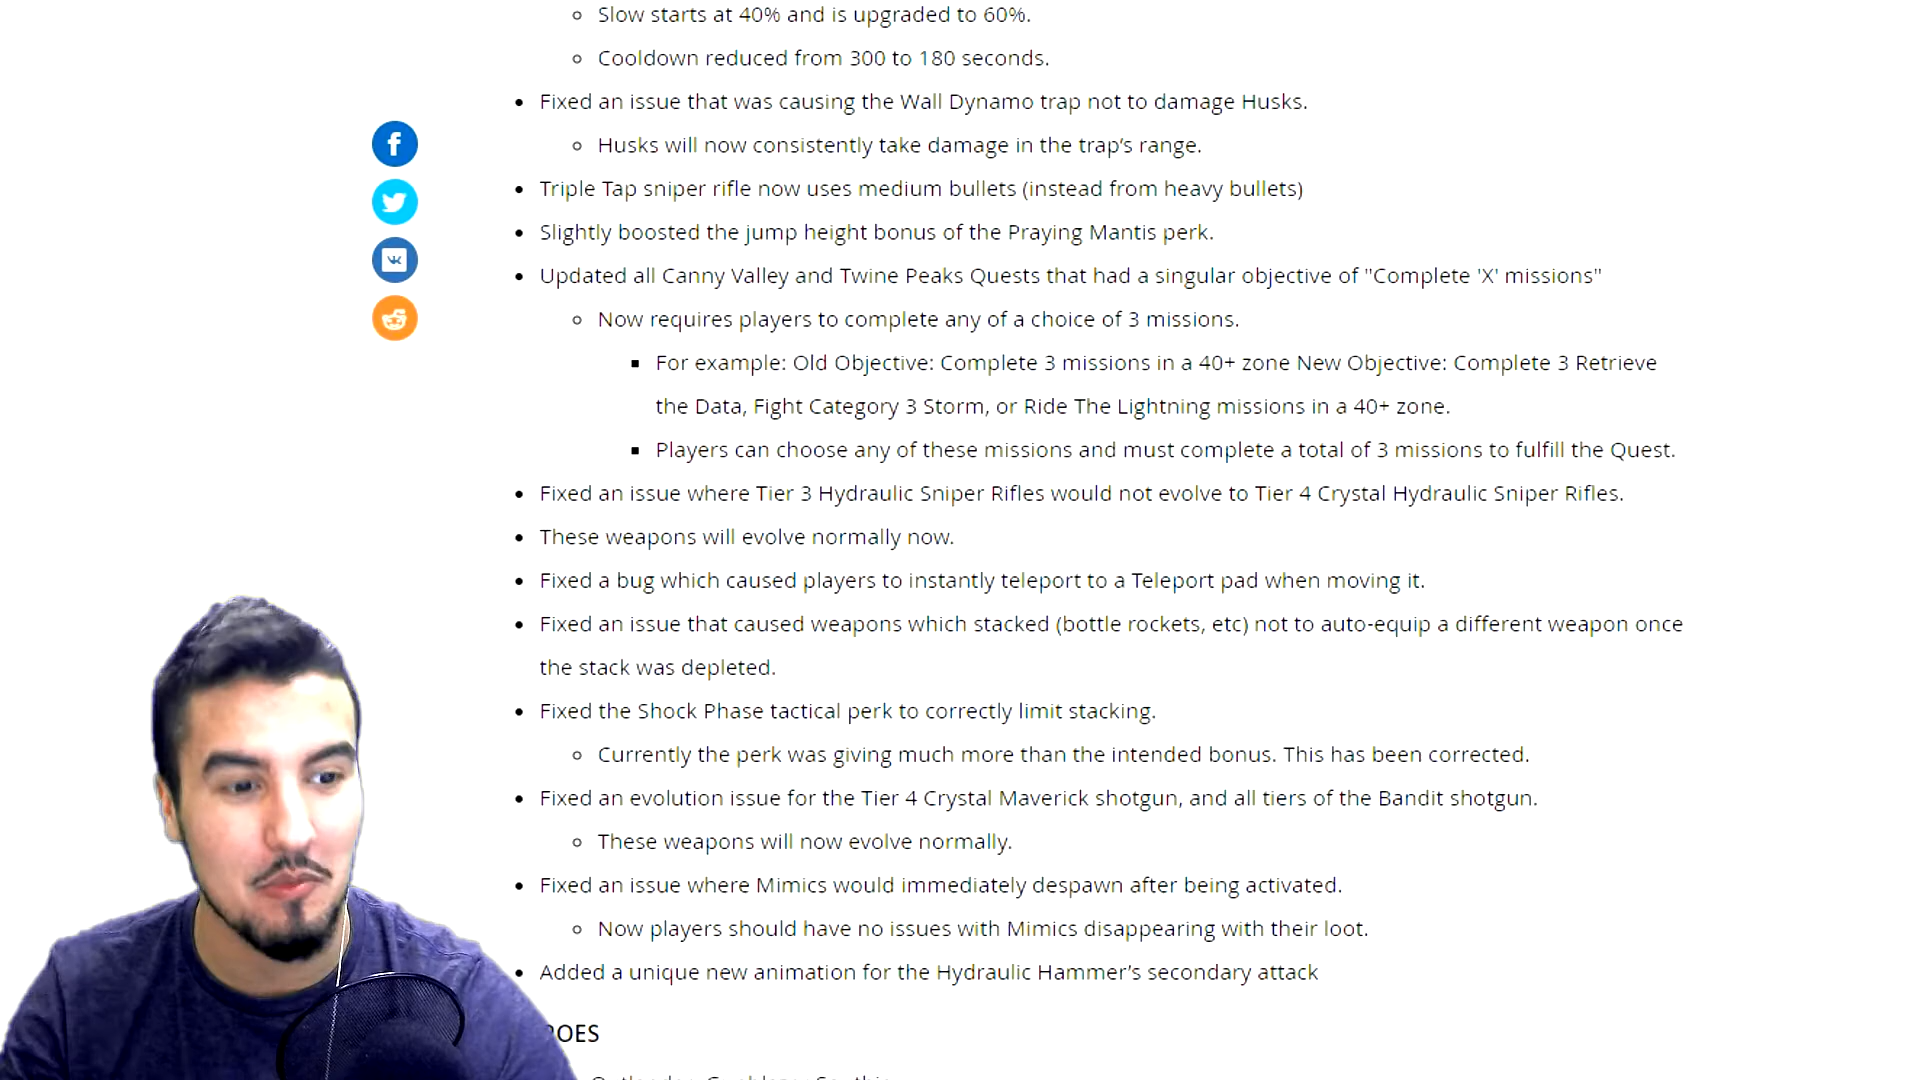 Slow starts at 40% and is upgraded to 60%.
Cooldown reduced from 300 to 180 seconds.
Fixed an issue that was causing the Wall Dynamo trap not to damage Husks.
Husks will now consistently take damage in the trap’s range.
Triple Tap sniper rifle now uses medium bullets (instead from heavy bullets)
Slightly boosted the jump height bonus of the Praying Mantis perk.
Updated all Canny Valley and Twine Peaks Quests that had a singular objective of "Complete 'X' missions"
Now requires players to complete any of a choice of 3 missions.
For example: Old Objective: Complete 3 missions in a 40+ zone New Objective: Complete 3 Retrieve
the Data, Fight Category 3 Storm, or Ride The Lightning missions in a 40+ zone.
Players can choose any of these missions and must complete a total of 3 missions to fulfill the Quest.
Fixed an issue where Tier 3 Hydraulic Sniper Rifles would not evolve to Tier 4 Crystal Hydraulic Sniper Rifles.
These weapons will evolve normally now.
Fixed a bug which caused players to instantly teleport to a Teleport pad when moving it.
Fixed an issue that caused weapons which stacked (bottle rockets, etc) not to auto-equip a different weapon once
the stack was depleted.
Fixed the Shock Phase tactical perk to correctly limit stacking.
Currently the perk was giving much more than the intended bonus. This has been corrected.
Fixed an evolution issue for the Tier 4 Crystal Maverick shotgun, and all tiers of the Bandit shotgun.
These weapons will now evolve normally.
Fixed an issue where Mimics would immediately despawn after being activated.
Now players should have no issues with Mimics disappearing with their loot.
Added a unique new animation for the Hydraulic Hammer’s secondary attack
OES